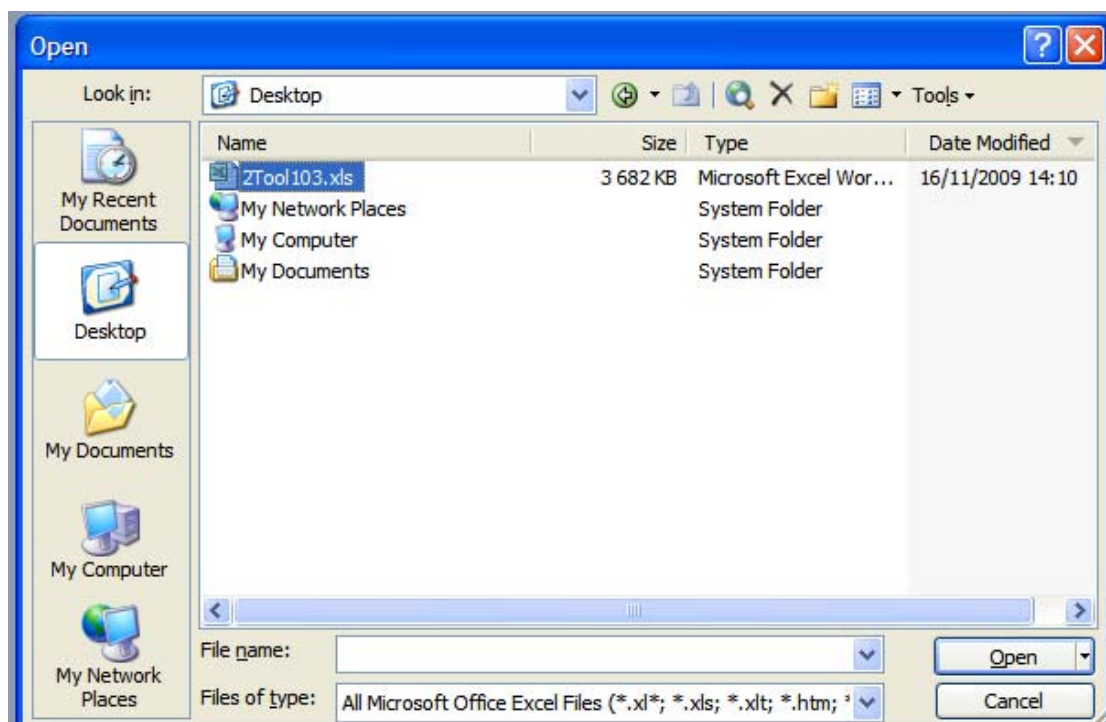 Open
Look in:
Desktop
Tools
Name Size Type Date Modified
2Tool103.xls 3 682 KB Microsoft Excel Wor... 16/11/2009 14:10
My Network Places System Folder
My Computer System Folder
My Documents System Folder
My Recent
Documents
Desktop
My Documents
My Computer
My Network
Places
File name:
Open
Files of type: All Microsoft Office Excel Files (*.xl*; *.xls; *.xlt; *.htm; *
Cancel